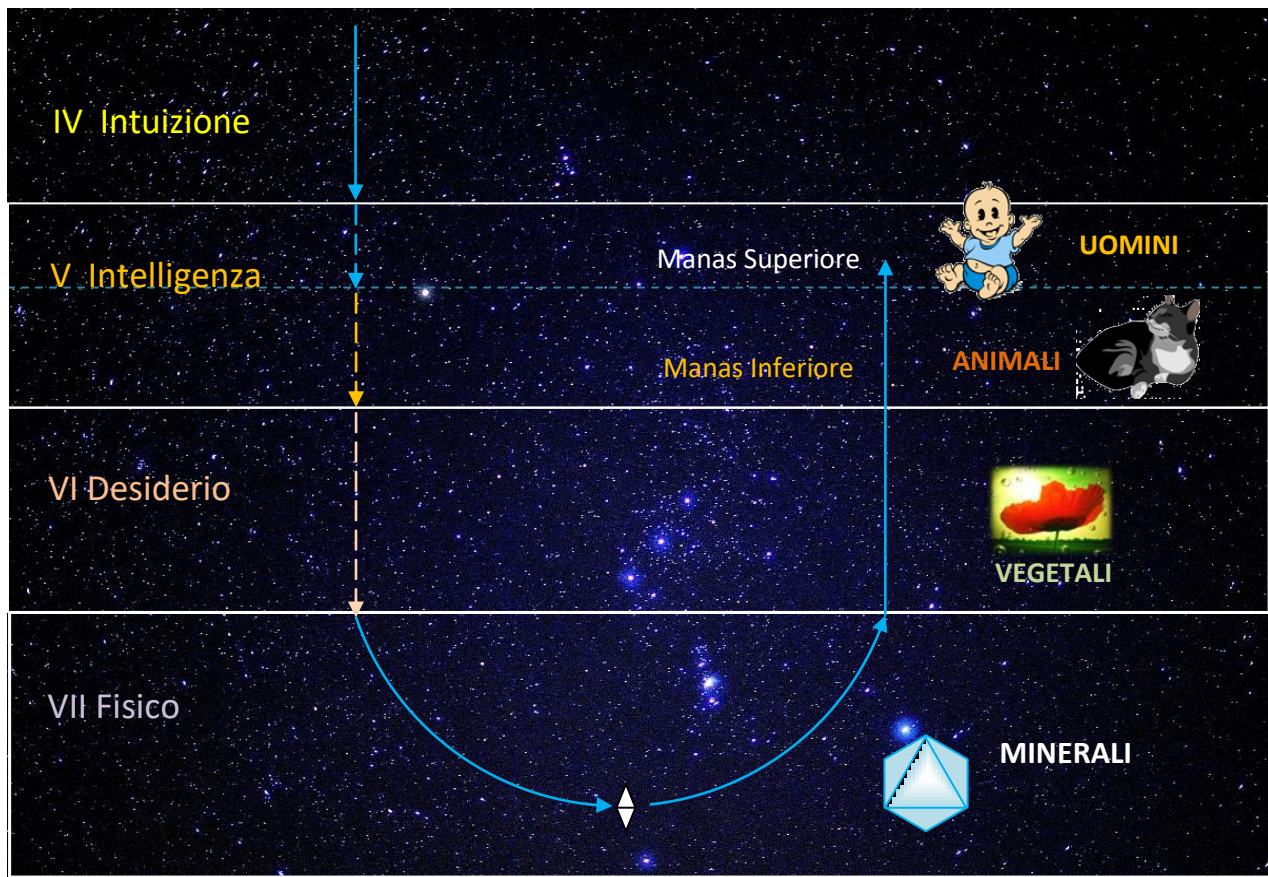 IV Intuizione
V Intelligenza
Manas Superiore
UOMINI
Manas Inferiore
ANIMALI
VI Desiderio
VEGETALI
VII Fisico
MINERALI